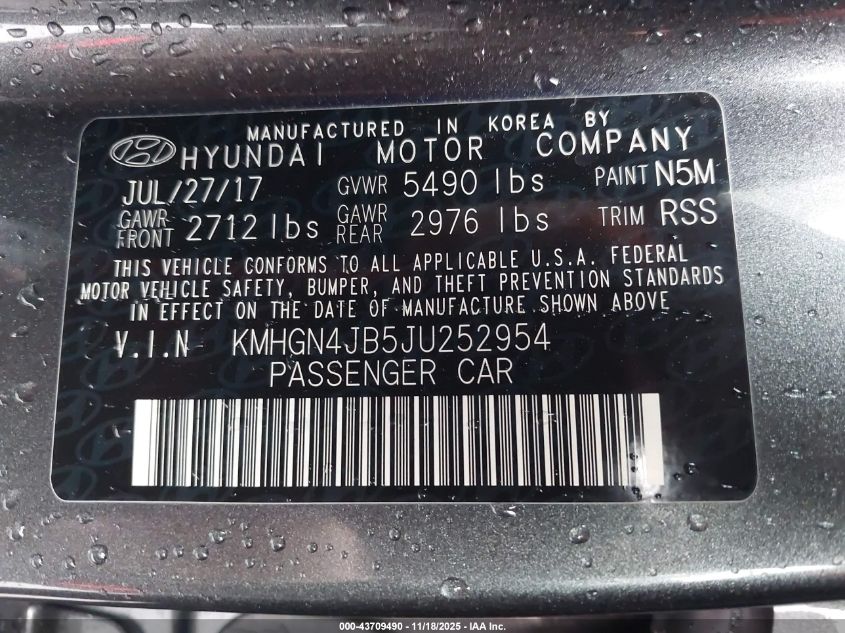 MANUFACTURED IN KOREA BY
HYUNDAI MOTOR COMPANY
JUL/27/17 GVWR 5490 lbs PAINT N5M
GAWR FRONT 2712 lbs GAWR REAR 2976 lbs TRIM RSS
THIS VEHICLE CONFORMS TO ALL APPLICABLE U.S.A. FEDERAL
MOTOR VEHICLE SAFETY, BUMPER, AND THEFT PREVENTION STANDARDS
IN EFFECT ON THE DATE OF MANUFACTURE SHOWN ABOVE
V.I.N KMHGN4JB5JU252954
PASSENGER CAR
000-43709490 - 11/18/2025 - IAA Inc.